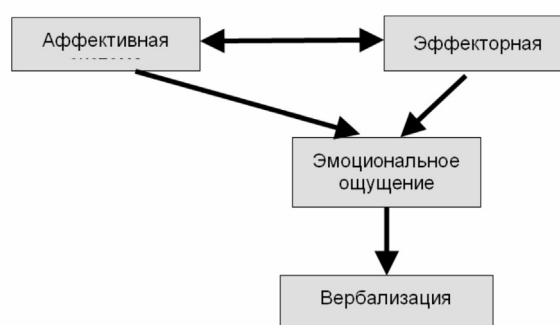 Аффективная
Эффекторная
Эмоциональное
ощущение
Вербализация